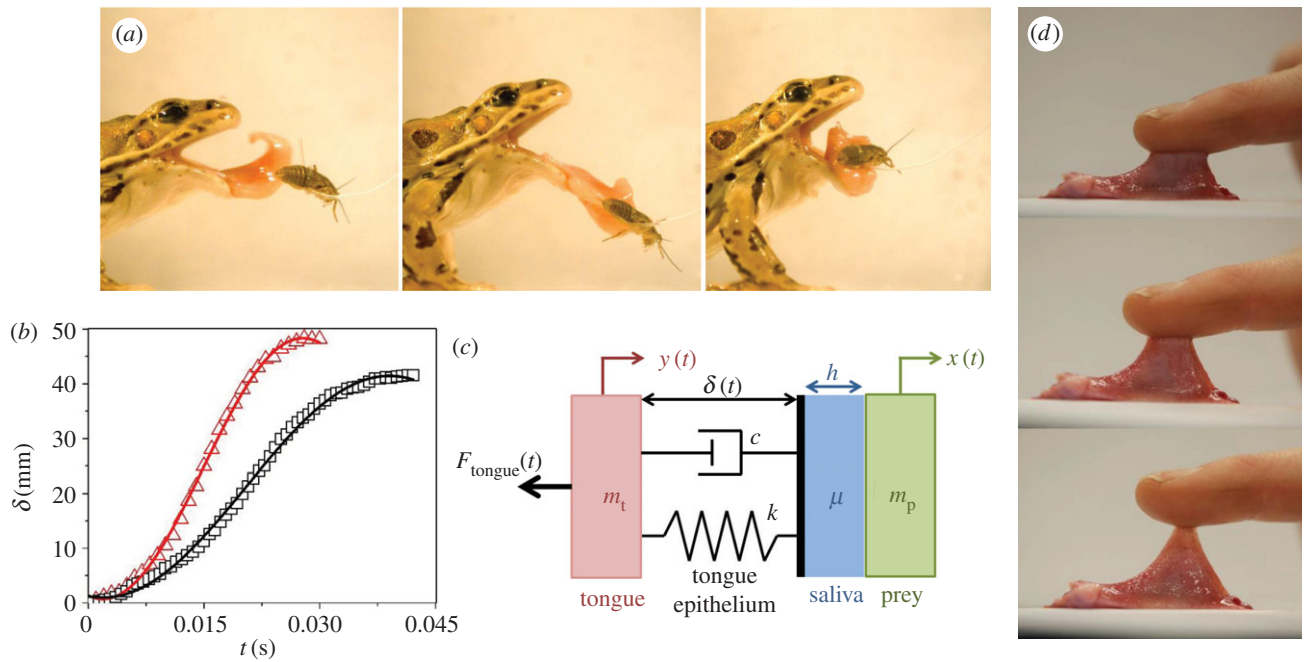 (a)
(d)
(b)
50
40
30
20
10
0
δ (mm)
0
0.015
0.030
0.045
t (s)
(c)
y (t)
h
x (t)
δ (t)
F_tongue(t)
c
m_t
μ
m_p
k
tongue
tongue
epithelium
saliva
prey